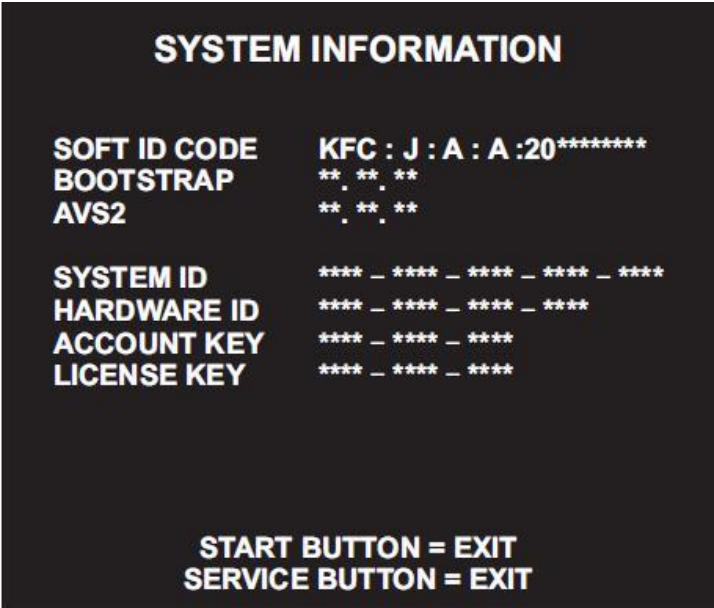 SYSTEM INFORMATION
SOFT ID CODE KFC : J : A : A :20********
BOOTSTRAP **. **. **
AVS2 **. **. **
SYSTEM ID **** – **** – **** – **** – ****
HARDWARE ID **** – **** – **** – ****
ACCOUNT KEY **** – **** – ****
LICENSE KEY **** – **** – ****
START BUTTON = EXIT
SERVICE BUTTON = EXIT